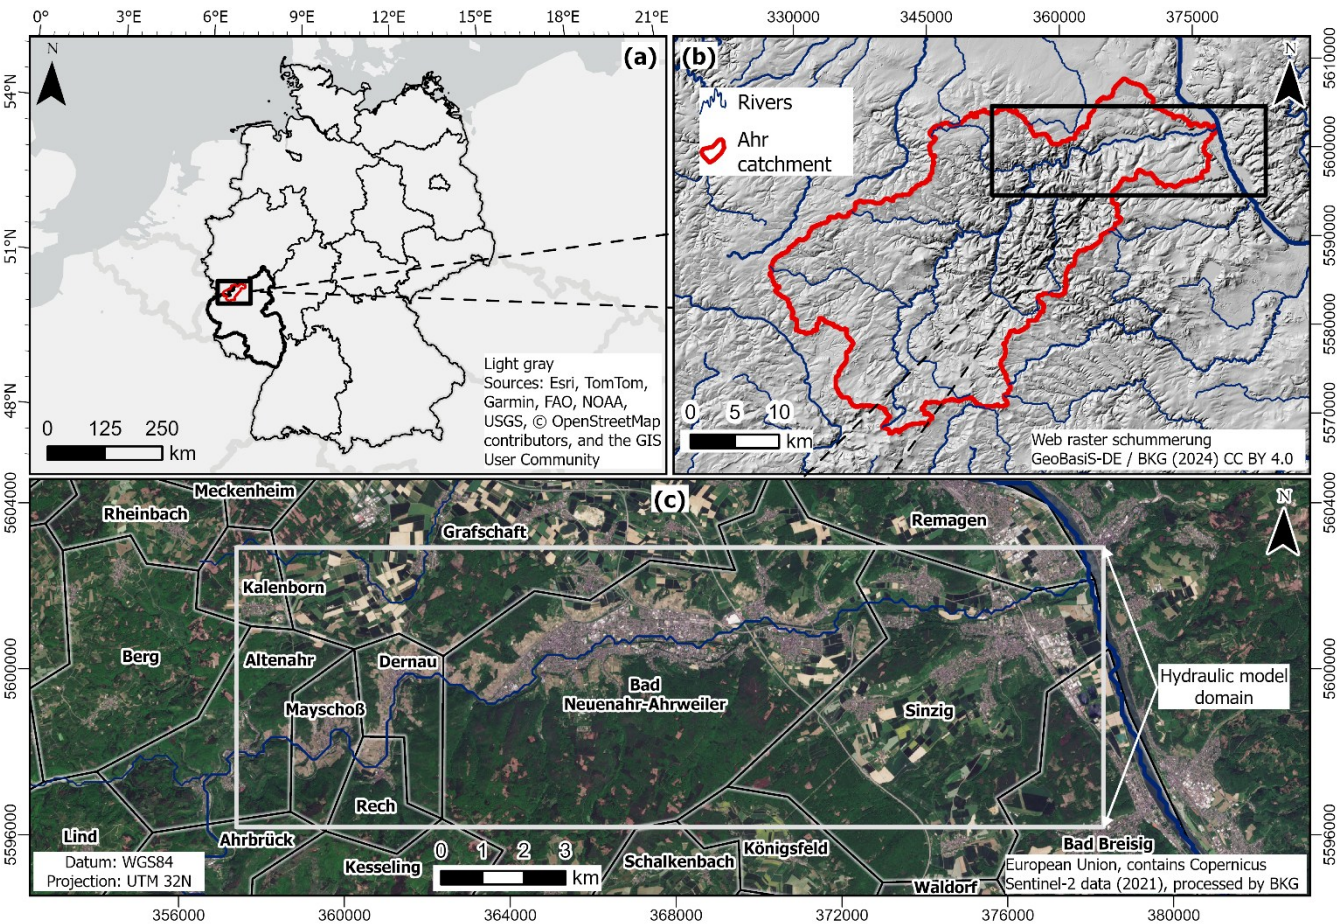 0° 3°E 6°E 9°E 12°E 15°E 18°E 21°E
54°N
51°N
48°N
N
(a)
Light gray
Sources: Esri, TomTom,
Garmin, FAO, NOAA,
USGS, © OpenStreetMap
contributors, and the GIS
User Community
0 125 250
km
330000 345000 360000 375000
(b)
N
Rivers
Ahr
catchment
5610000
5600000
5590000
5580000
5570000
0 5 10
km
Web raster schummerung
GeoBasiS-DE / BKG (2024) CC BY 4.0
(c)
N
5604000
5600000
5596000
Meckenheim
Rheinbach
Grafschaft
Remagen
Kalenborn
Berg
Altenahr
Dernau
Mayschoß
Bad
Neuenahr-Ahrweiler
Sinzig
Hydraulic model
domain
Rech
Lind
Ahrbrück
Kesseling
Schalkenbach
Königsfeld
Waldorf
Bad Breisig
Datum: WGS84
Projection: UTM 32N
0 1 2 3
km
European Union, contains Copernicus
Sentinel-2 data (2021), processed by BKG
5604000
5600000
5596000
356000 360000 364000 368000 372000 376000 380000